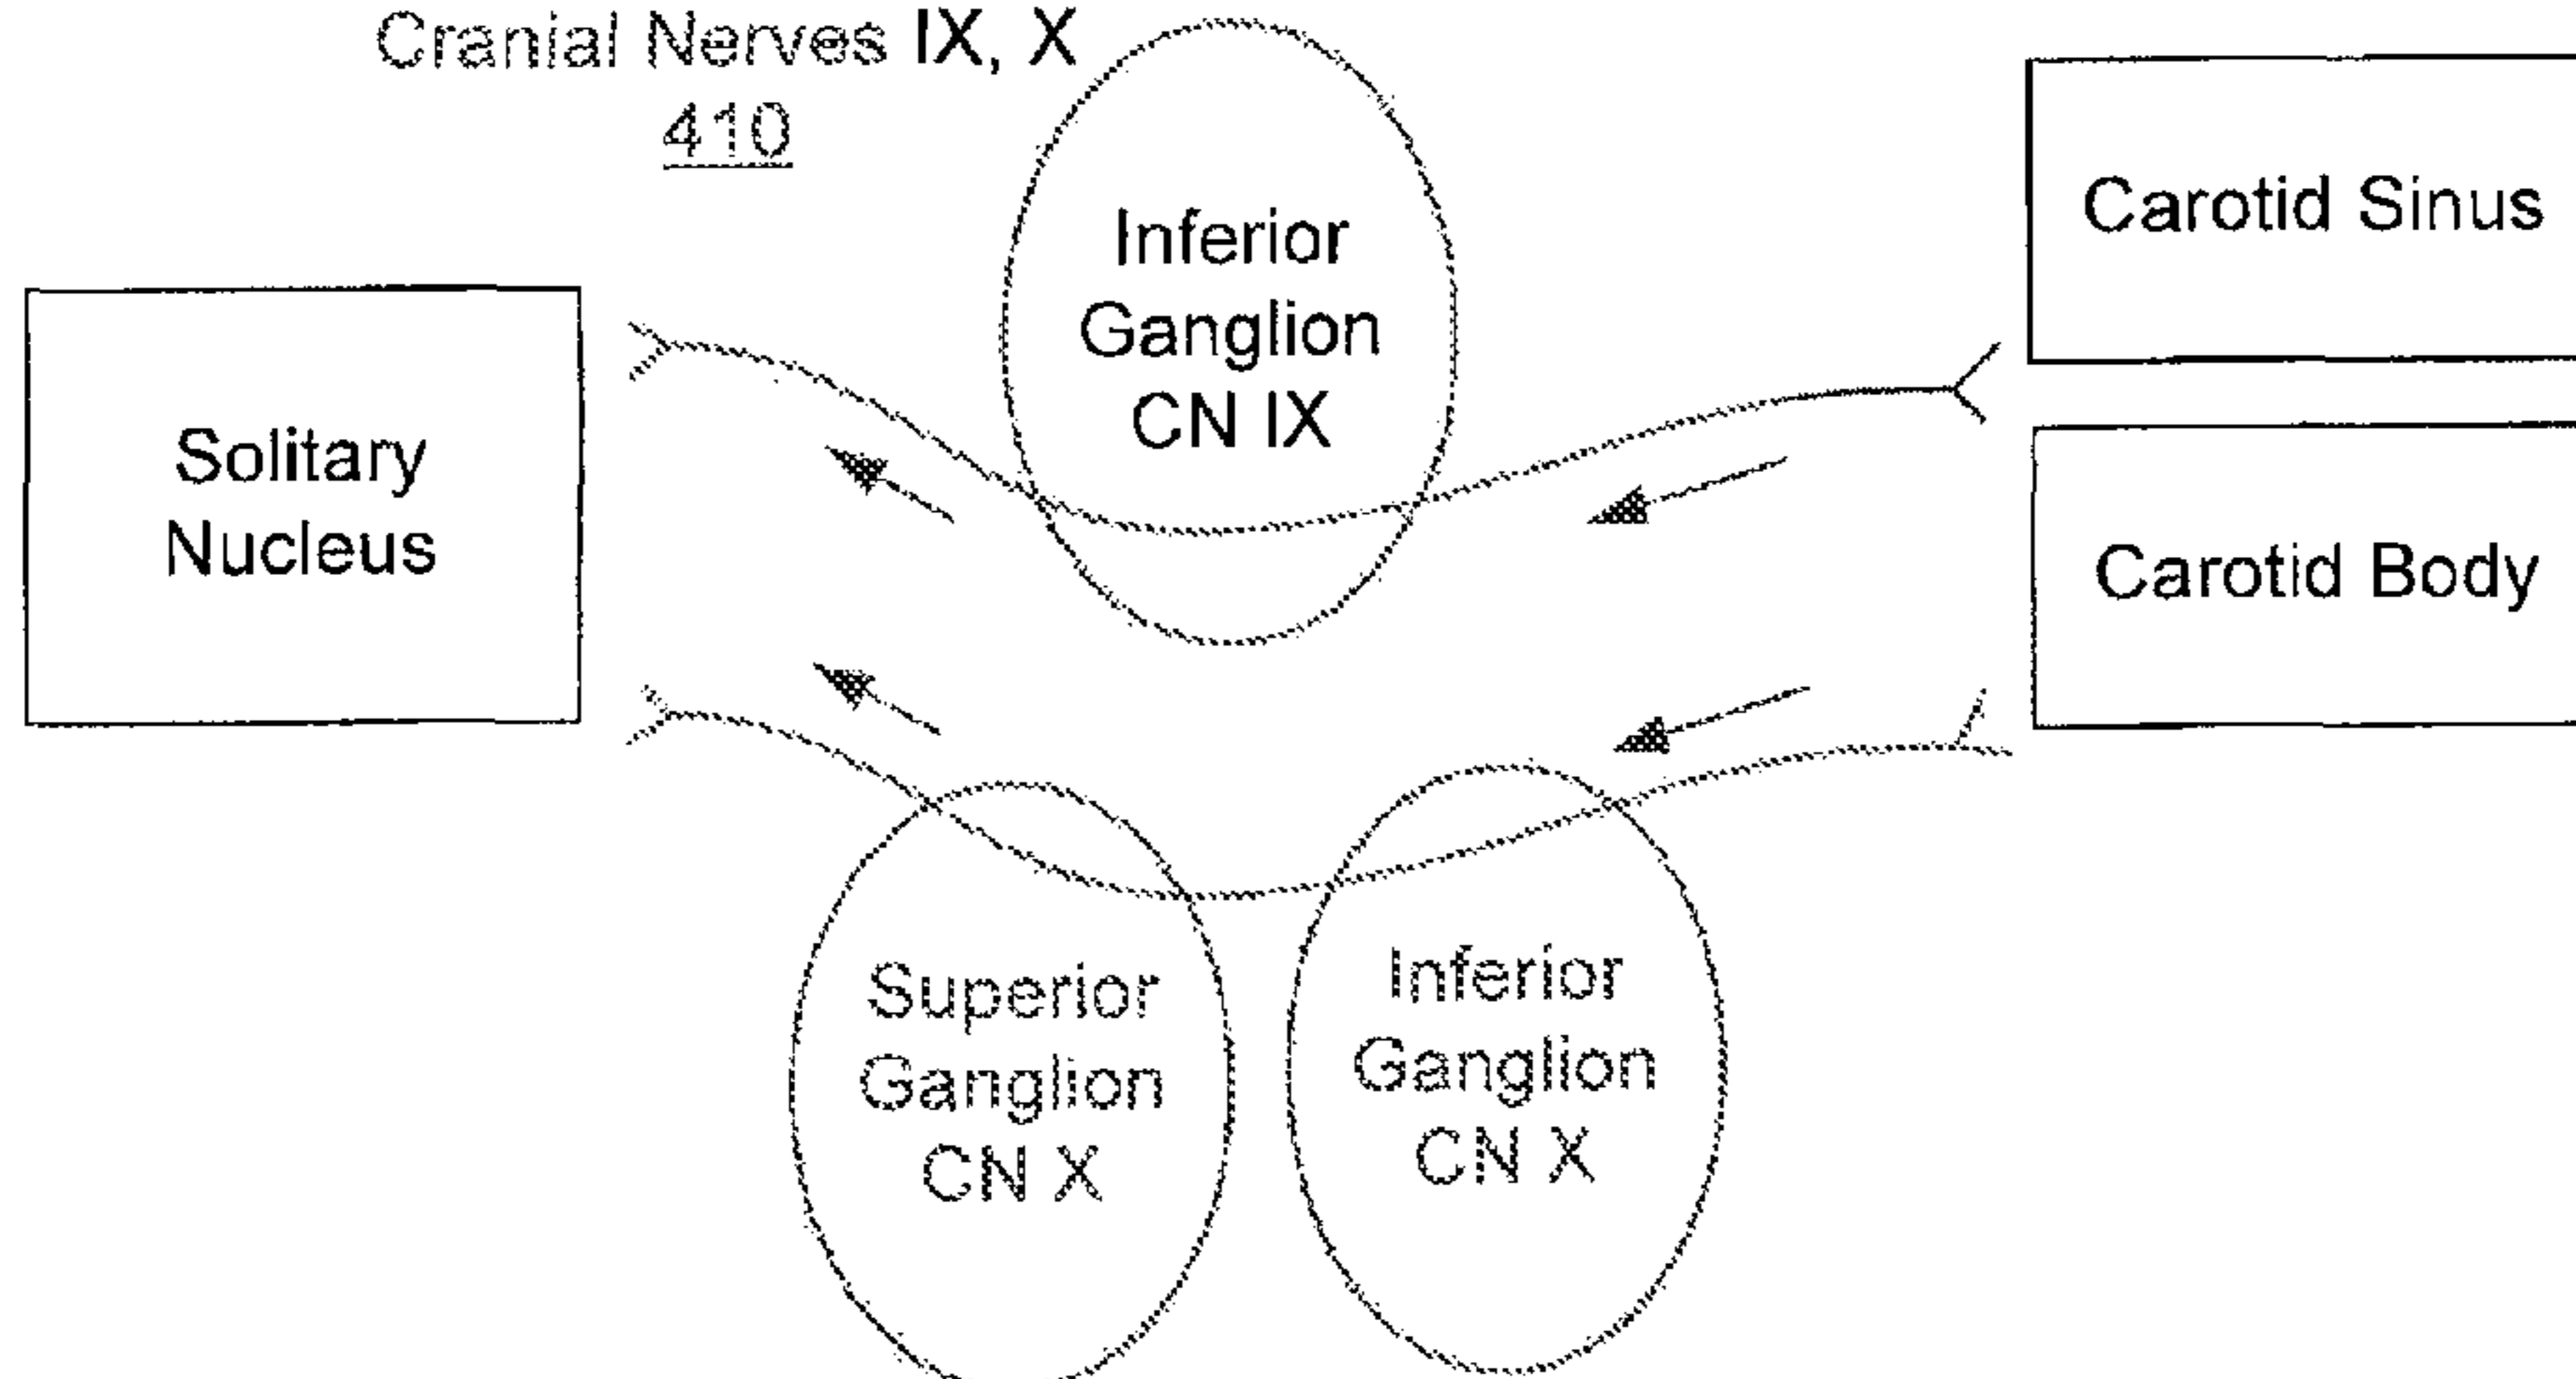 Cranial Nerves IX, X
410
Inferior
Ganglion
CN IX
Carotid Sinus
Solitary
Nucleus
Carotid Body
Superior
Ganglion
CN X
Inferior
Ganglion
CN X